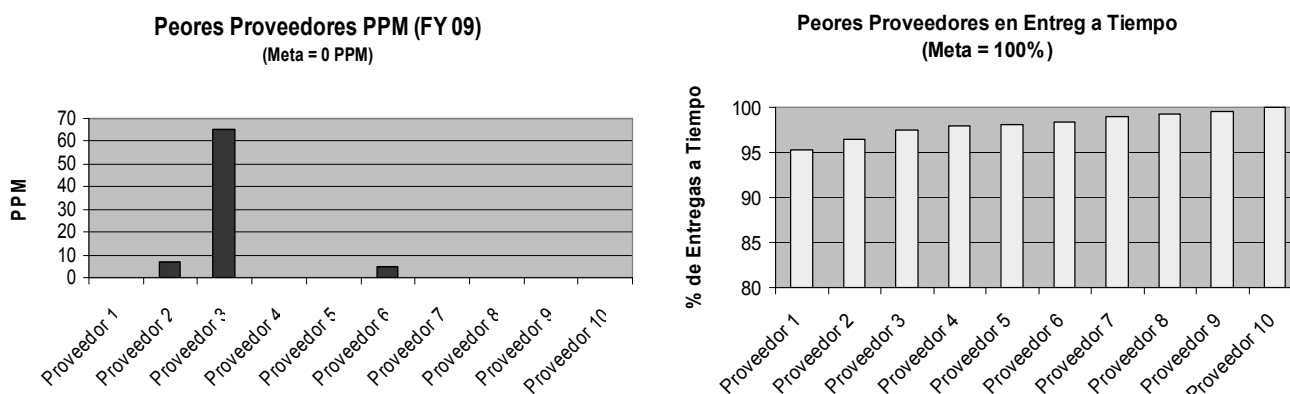 Peores Proveedores PPM (FY 09)
(Meta = 0 PPM)
PPM
70
60
50
40
30
20
10
0
Proveedor 1
Proveedor 2
Proveedor 3
Proveedor 4
Proveedor 5
Proveedor 6
Proveedor 7
Proveedor 8
Proveedor 9
Proveedor 10
Peores Proveedores en Entreg a Tiempo
(Meta = 100%)
% de Entregas a Tiempo
100
95
90
85
80
Proveedor 1
Proveedor 2
Proveedor 3
Proveedor 4
Proveedor 5
Proveedor 6
Proveedor 7
Proveedor 8
Proveedor 9
Proveedor 10